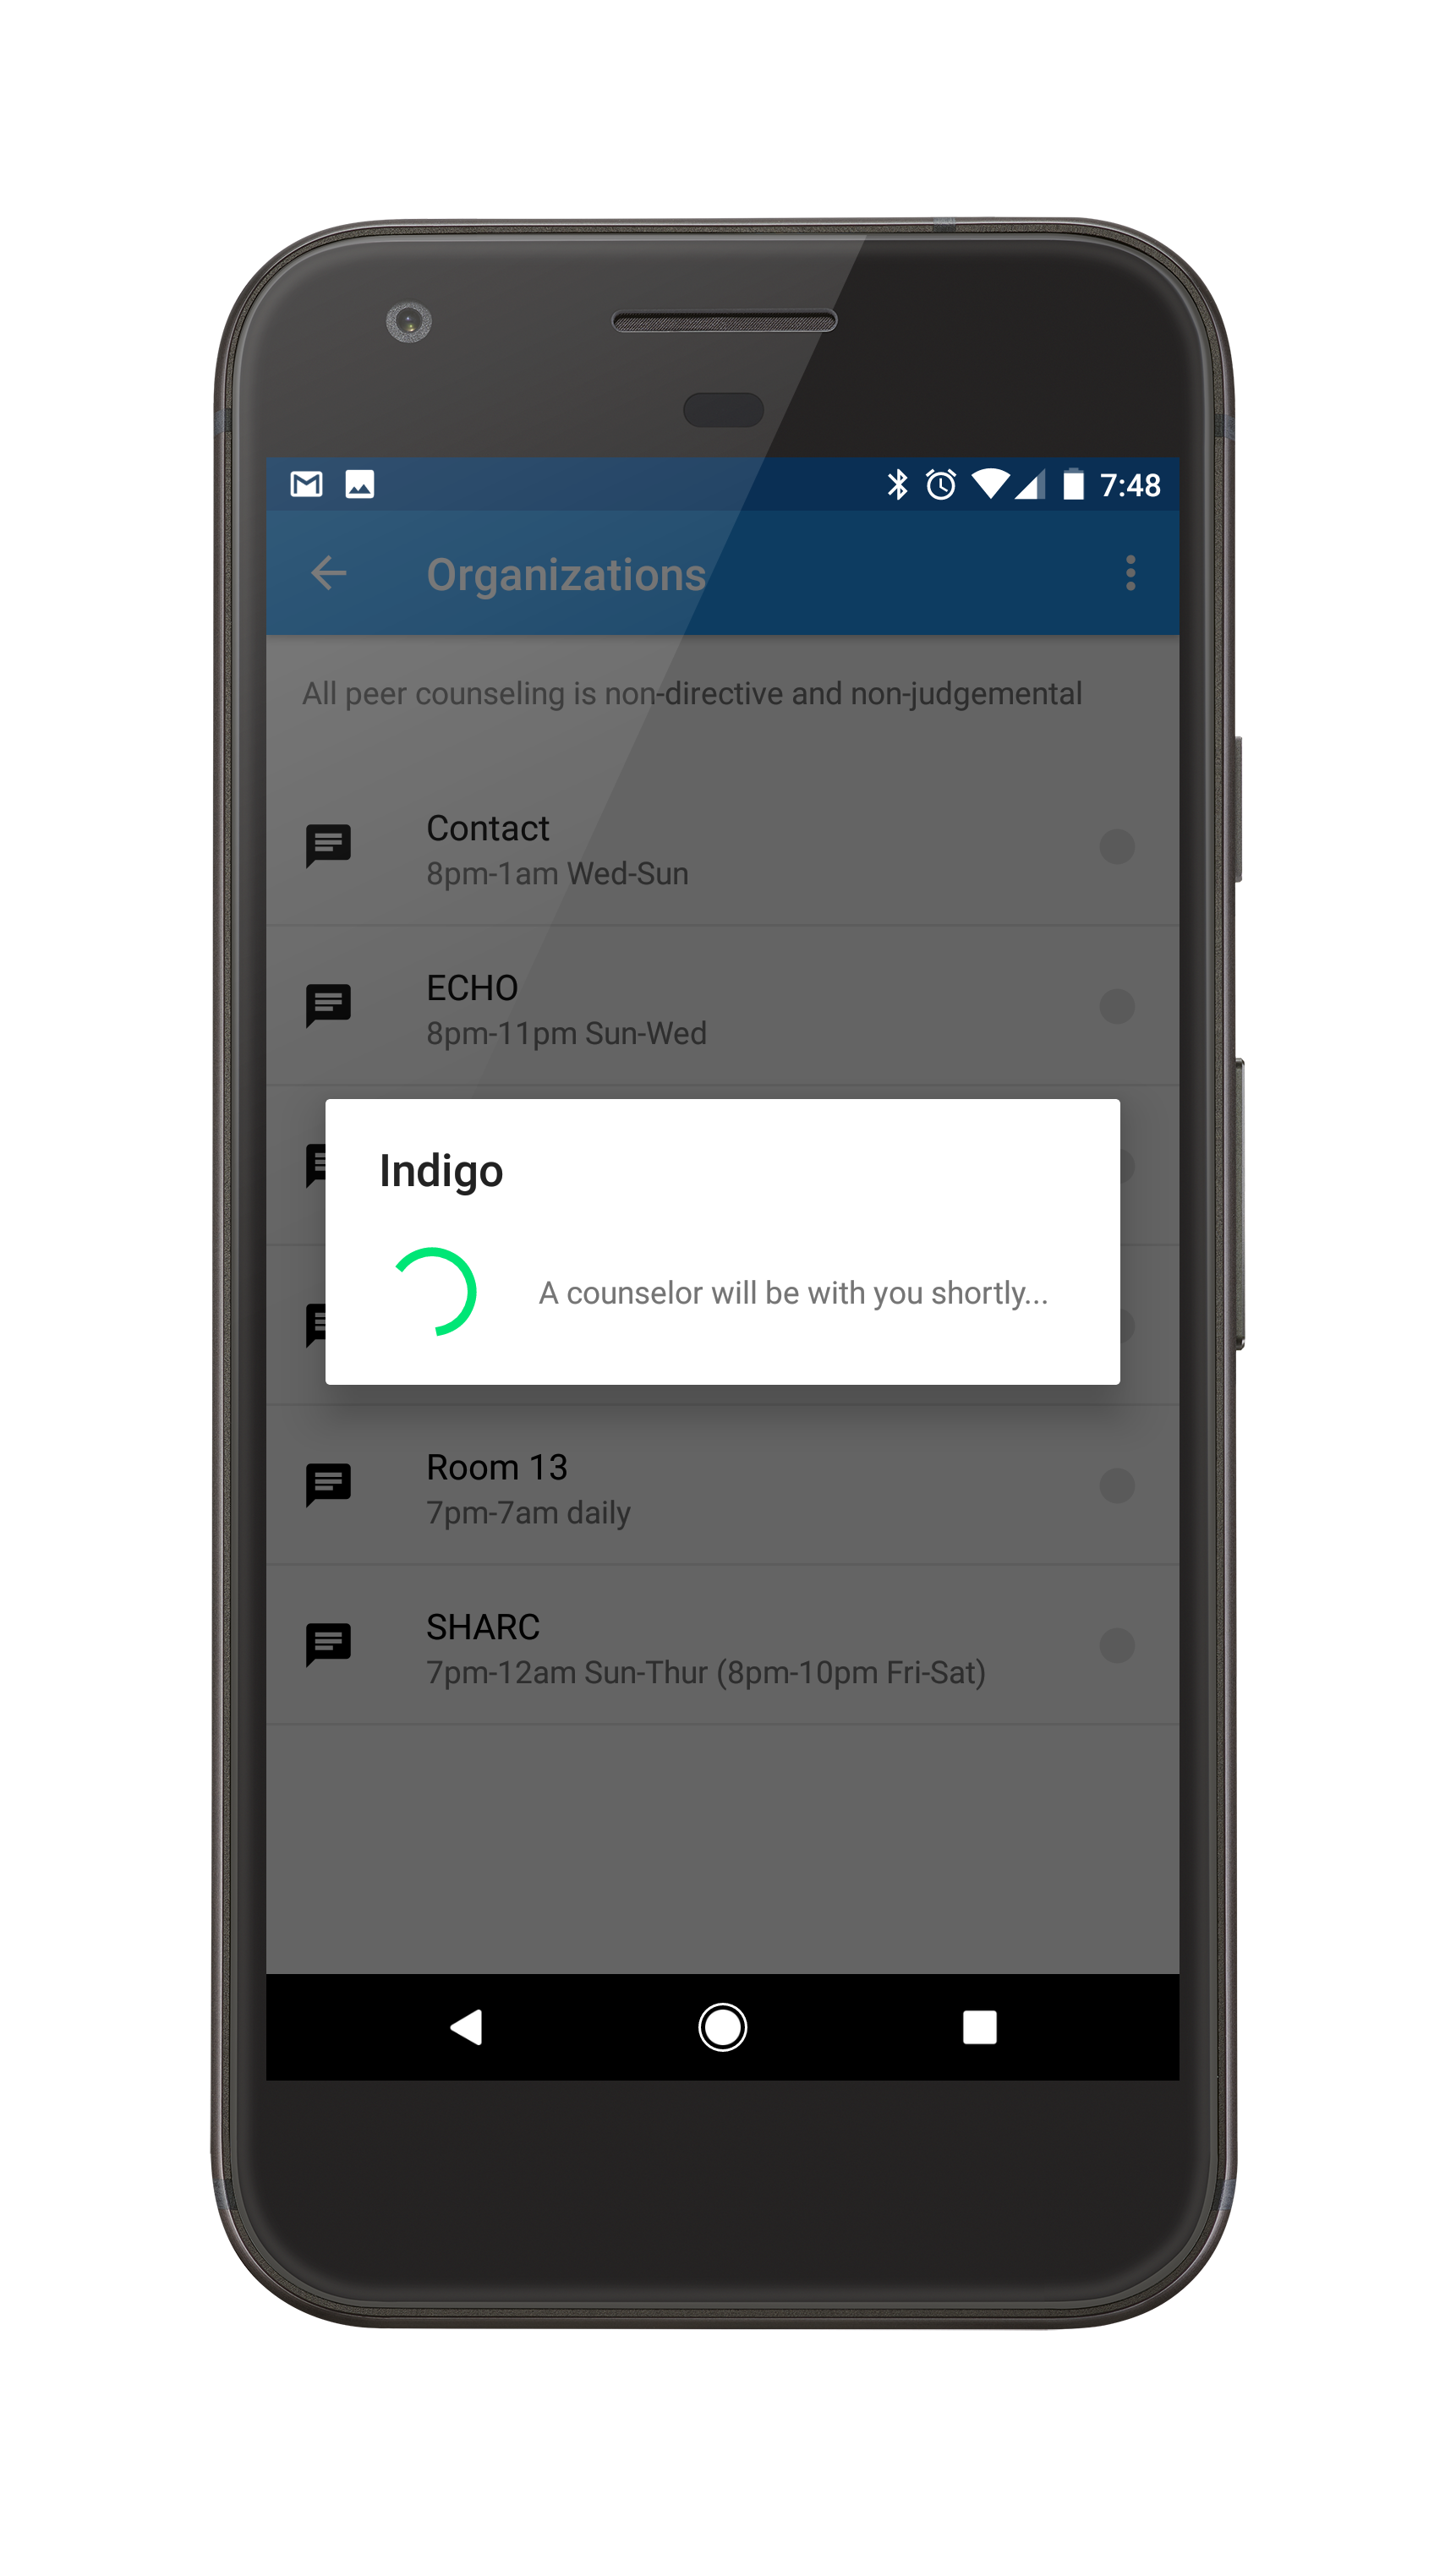 7:48
Organizations
All peer counseling is non-directive and non-judgemental
Contact
8pm-1am Wed-Sun
ECHO
8pm-11pm Sun-Wed
Indigo
A counselor will be with you shortly...
Room 13
7pm-7am daily
SHARC
7pm-12am Sun-Thur (8pm-10pm Fri-Sat)